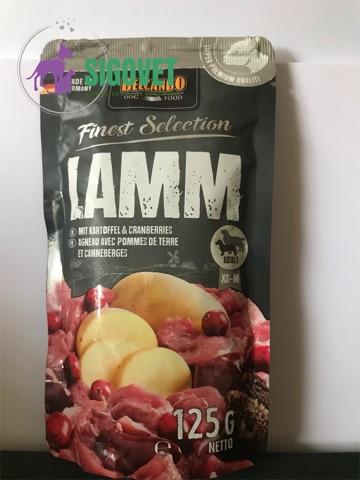 SIGOVET
MADE
GERMANY
BELCANDO
DOG FOOD
SUPER PREMIUM QUALITY
Finest Selection
LAMM
MIT KARTOFFEL & CRANBERRIES
AGNEAU AVEC POMMES DE TERRE
ET CANNEBERGES
ADULT
XS-M
125 G
NETTO